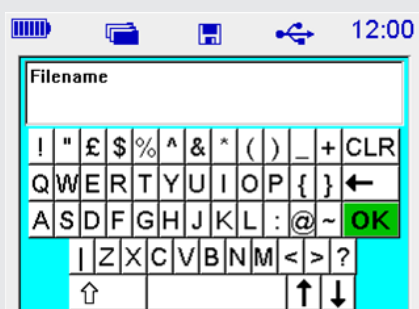 12:00
Filename
! " £ $ % ^ & * ( ) _ + CLR
Q W E R T Y U I O P { } ←
A S D F G H J K L : @ ~ OK
| Z X C V B N M < > ?
⇧ ↑ ↓